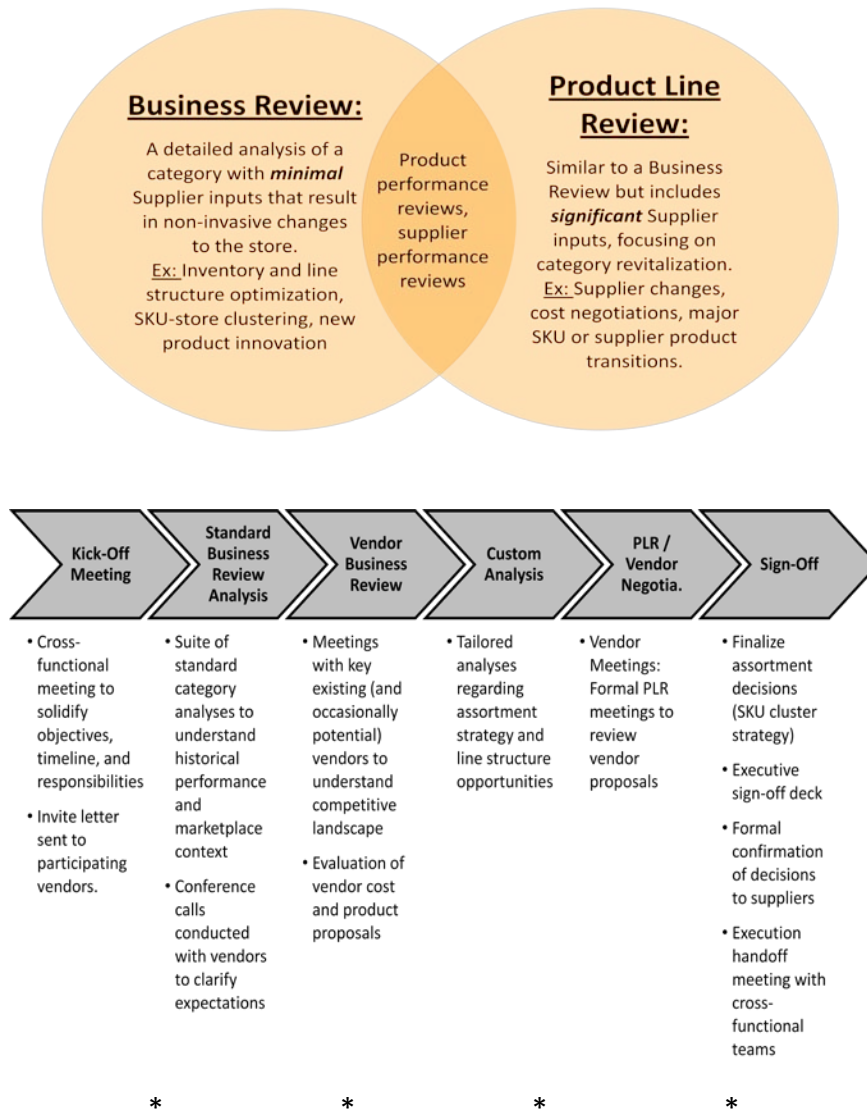 Business Review:
A detailed analysis of a
category with minimal
Supplier inputs that result
in non-invasive changes
to the store.
Ex: Inventory and line
structure optimization,
SKU-store clustering, new
product innovation
Product
performance
reviews,
supplier
performance
reviews
Product Line
Review:
Similar to a Business
Review but includes
significant Supplier
inputs, focusing on
category revitalization.
Ex: Supplier changes,
cost negotiations, major
SKU or supplier product
transitions.
Kick-Off
Meeting
• Cross-
functional
meeting to
solidify
objectives,
timeline, and
responsibilities
• Invite letter
sent to
participating
vendors.
Standard
Business
Review
Analysis
• Suite of
standard
category
analyses to
understand
historical
performance
and
marketplace
context
• Conference
calls
conducted
with vendors
to clarify
expectations
Vendor
Business
Review
• Meetings
with key
existing (and
occasionally
potential)
vendors to
understand
competitive
landscape
• Evaluation of
vendor cost
and product
proposals
Custom
Analysis
• Tailored
analyses
regarding
assortment
strategy and
line structure
opportunities
PLR /
Vendor
Negotia.
• Vendor
Meetings:
Formal PLR
meetings to
review
vendor
proposals
Sign-Off
• Finalize
assortment
decisions
(SKU cluster
strategy)
• Executive
sign-off deck
• Formal
confirmation
of decisions
to suppliers
• Execution
handoff
meeting with
cross-
functional
teams
* * * *